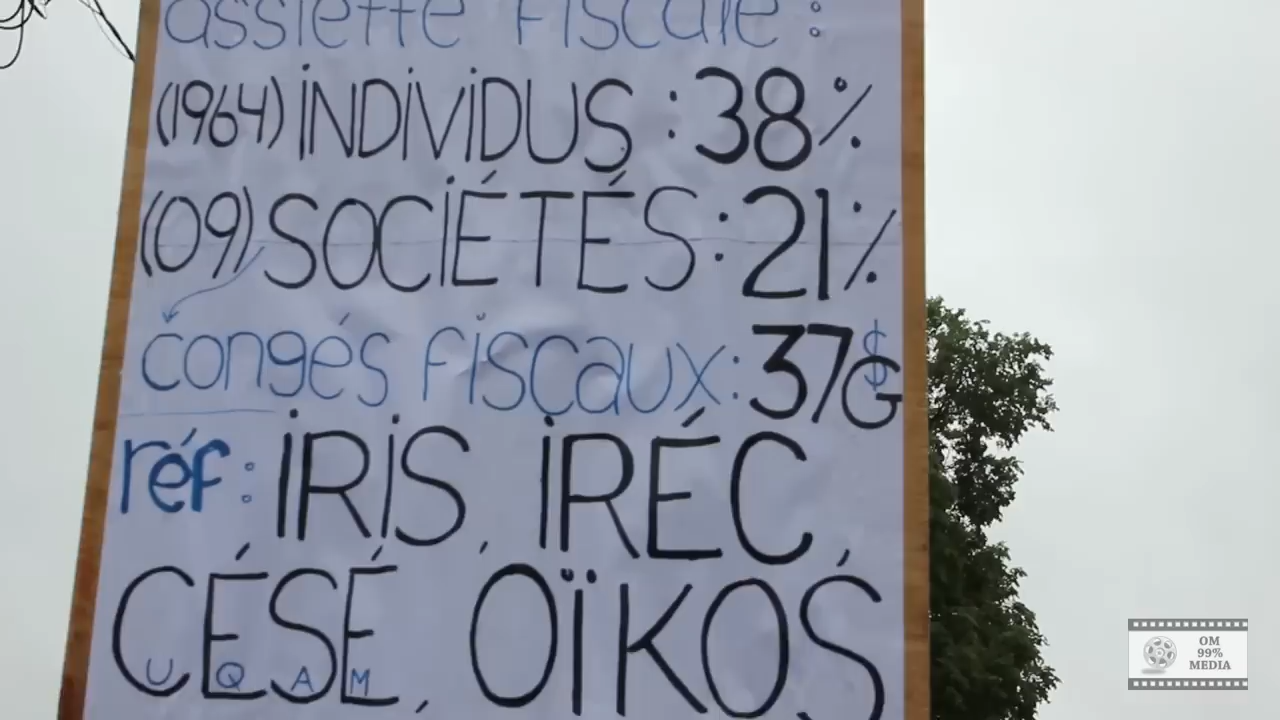 assiette fiscale :
(1964) INDIVIDUS : 38%
(09) SOCIÉTÉS : 21%
congés fiscaux : 37G$
réf : IRIS, IRÉC,
CÉSÉ, OÏKOS
UQAM
OM
99%
MEDIA